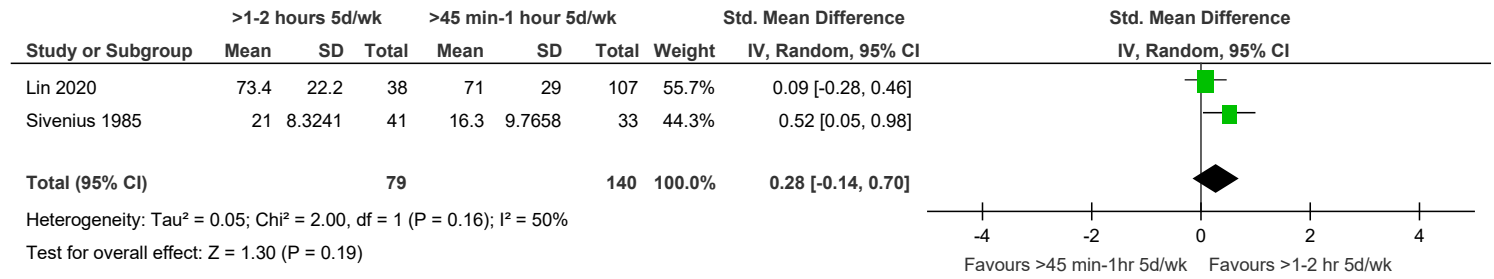 >1-2 hours 5d/wk >45 min-1 hour 5d/wk Std. Mean Difference Std. Mean Difference
Study or Subgroup Mean SD Total Mean SD Total Weight IV, Random, 95% CI IV, Random, 95% CI
Lin 2020 73.4 22.2 38 71 29 107 55.7% 0.09 [-0.28, 0.46]
Sivenius 1985 21 8.3241 41 16.3 9.7658 33 44.3% 0.52 [0.05, 0.98]
Total (95% CI) 79 140 100.0% 0.28 [-0.14, 0.70]
Heterogeneity: Tau² = 0.05; Chi² = 2.00, df = 1 (P = 0.16); I² = 50%
Test for overall effect: Z = 1.30 (P = 0.19)
-4 -2 0 2 4
Favours >45 min-1hr 5d/wk Favours >1-2 hr 5d/wk